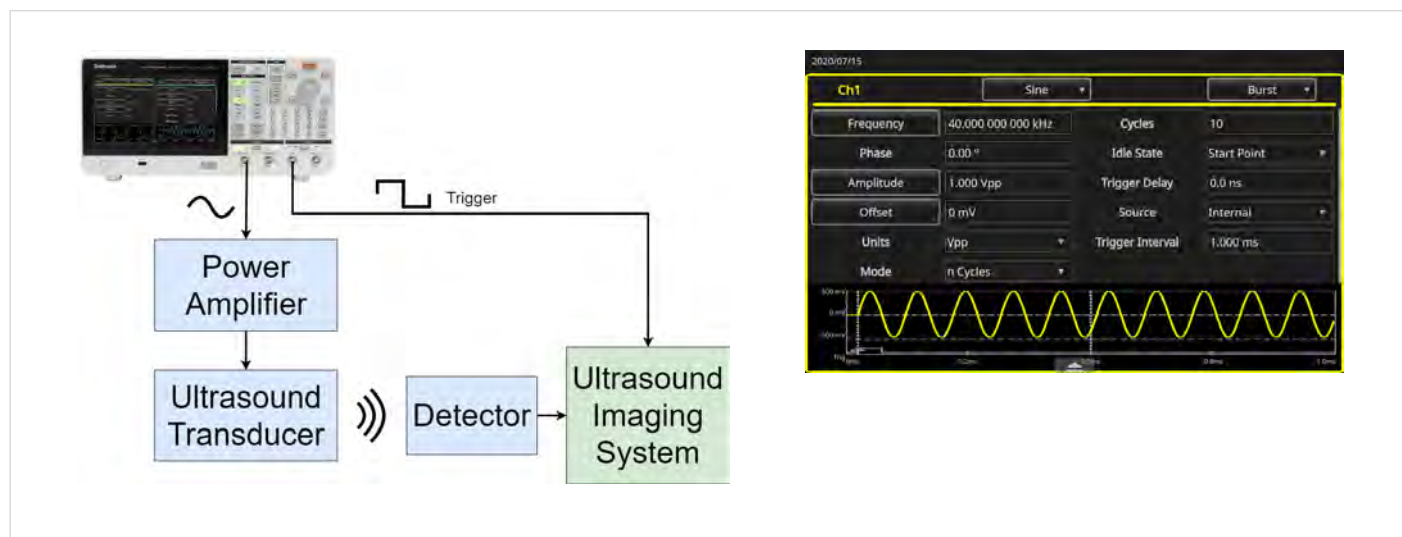 Trigger
Power
Amplifier
Ultrasound
Transducer
Detector
Ultrasound
Imaging
System
2020/07/15
Ch1 Sine Burst
Frequency 40.000 000 000 kHz Cycles 10
Phase 0.00 º Idle State Start Point
Amplitude 1.000 Vpp Trigger Delay 0.0 ns
Offset 0 mV Source Internal
Units Vpp Trigger Interval 1.000 ms
Mode n Cycles